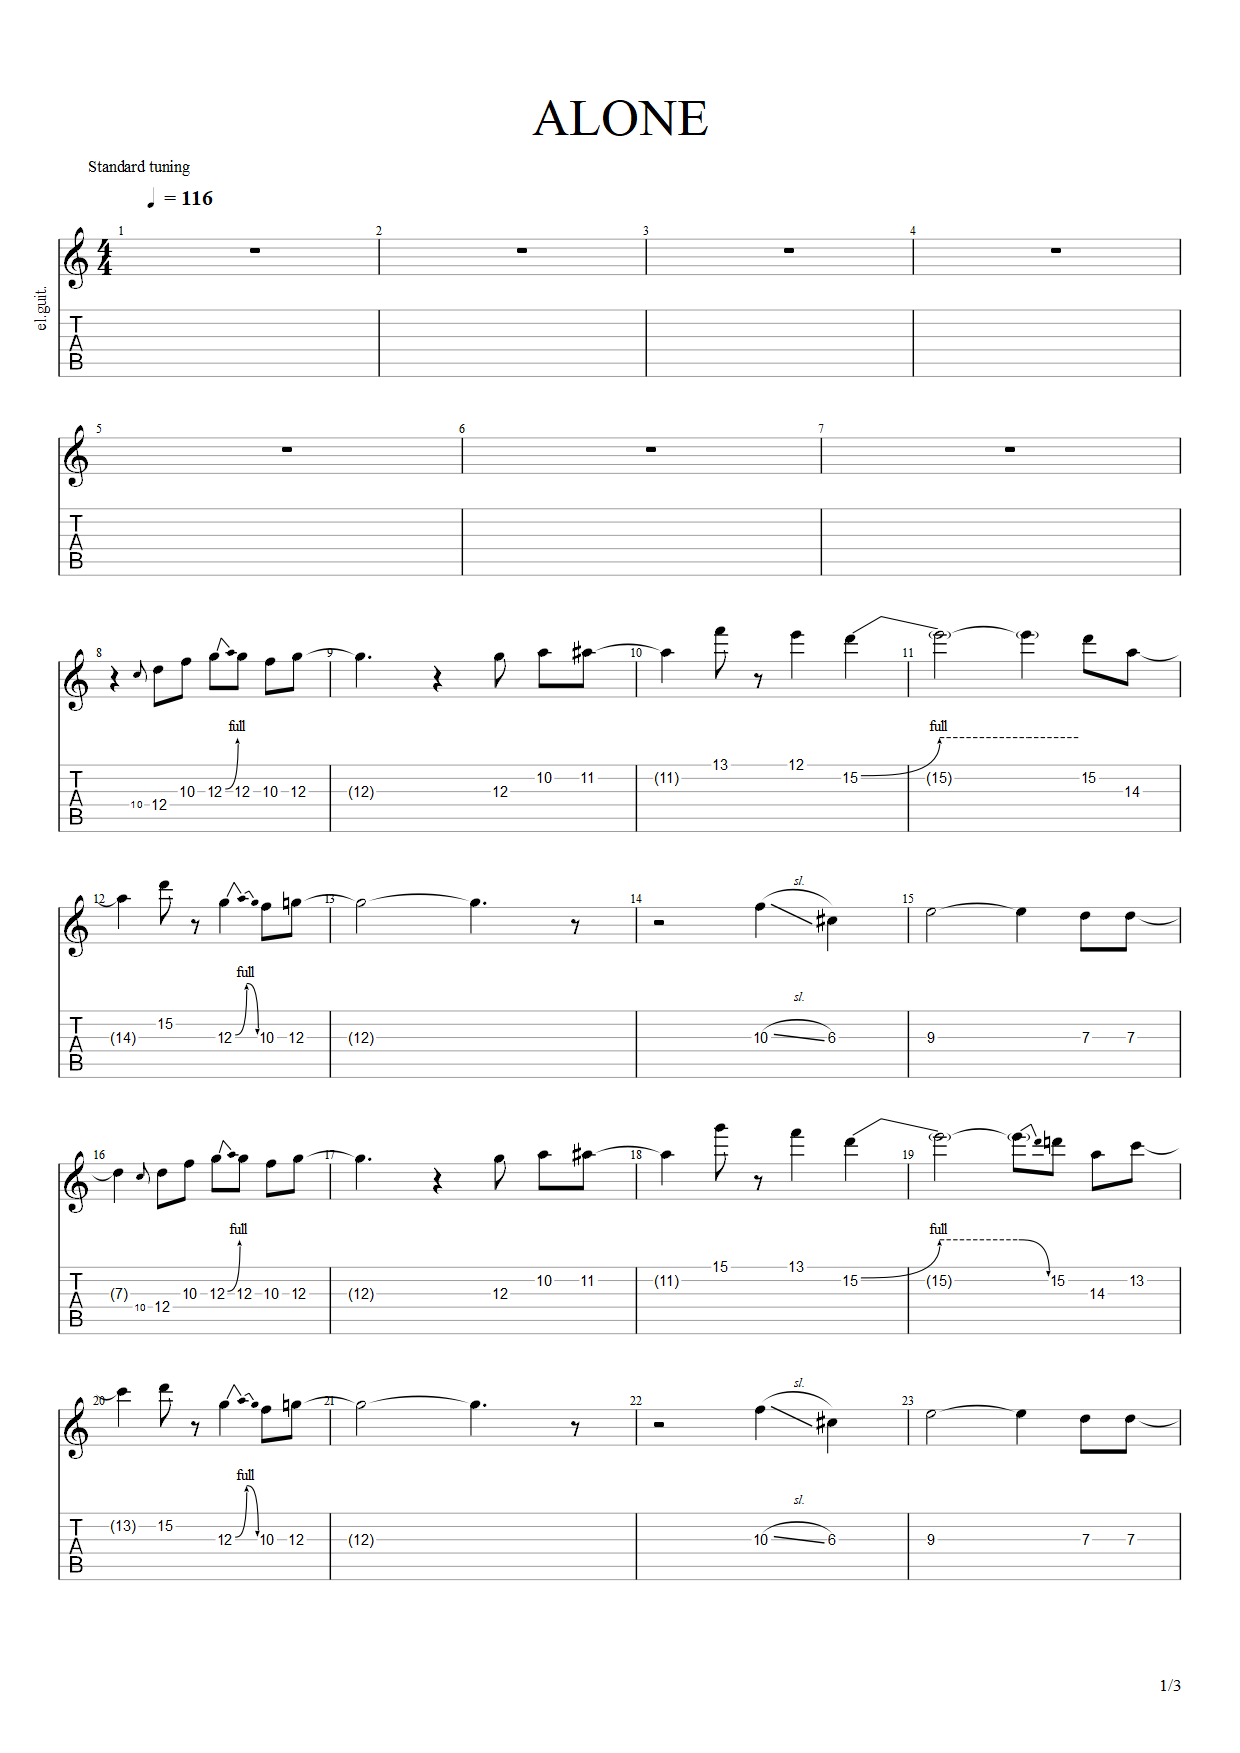 ALONE
Standard tuning
= 116
1 2 3 4
4
4
el.guit.
T
A
B
5 6 7
T
A
B
8 9 10 11
full full
13 12
T 10 11 (11) 15 (15) 15
10 12 12 10 12 (12) 12 14
A 10 12
B
12 13 14 15
sl.
full
sl.
T 15
(14) 12 10 12 (12) 10 6 9 7 7
A
B
16 17 18 19
full full
15 13
T 10 11 (11) 15 (15) 15 13
(7) 10 12 12 10 12 (12) 12 14
A 10 12
B
20 21 22 23
sl.
full
sl.
T (13) 15
12 10 12 (12) 10 6 9 7 7
A
B
1/3